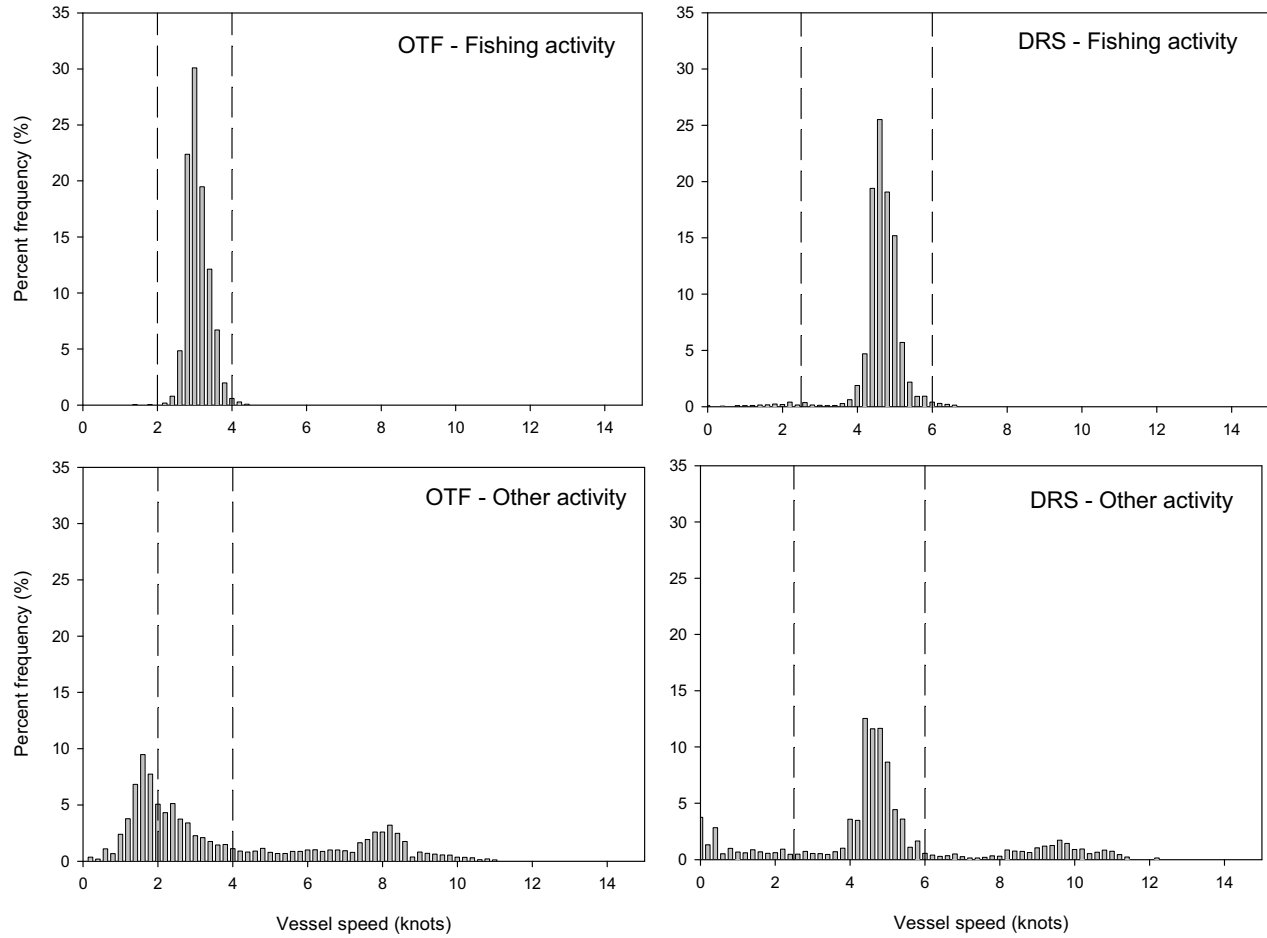 OTF - Fishing activity
Percent frequency (%)
35
30
25
20
15
10
5
0
0 2 4 6 8 10 12 14
DRS - Fishing activity
35
30
25
20
15
10
5
0
0 2 4 6 8 10 12 14
OTF - Other activity
Percent frequency (%)
35
30
25
20
15
10
5
0
0 2 4 6 8 10 12 14
Vessel speed (knots)
DRS - Other activity
35
30
25
20
15
10
5
0
0 2 4 6 8 10 12 14
Vessel speed (knots)